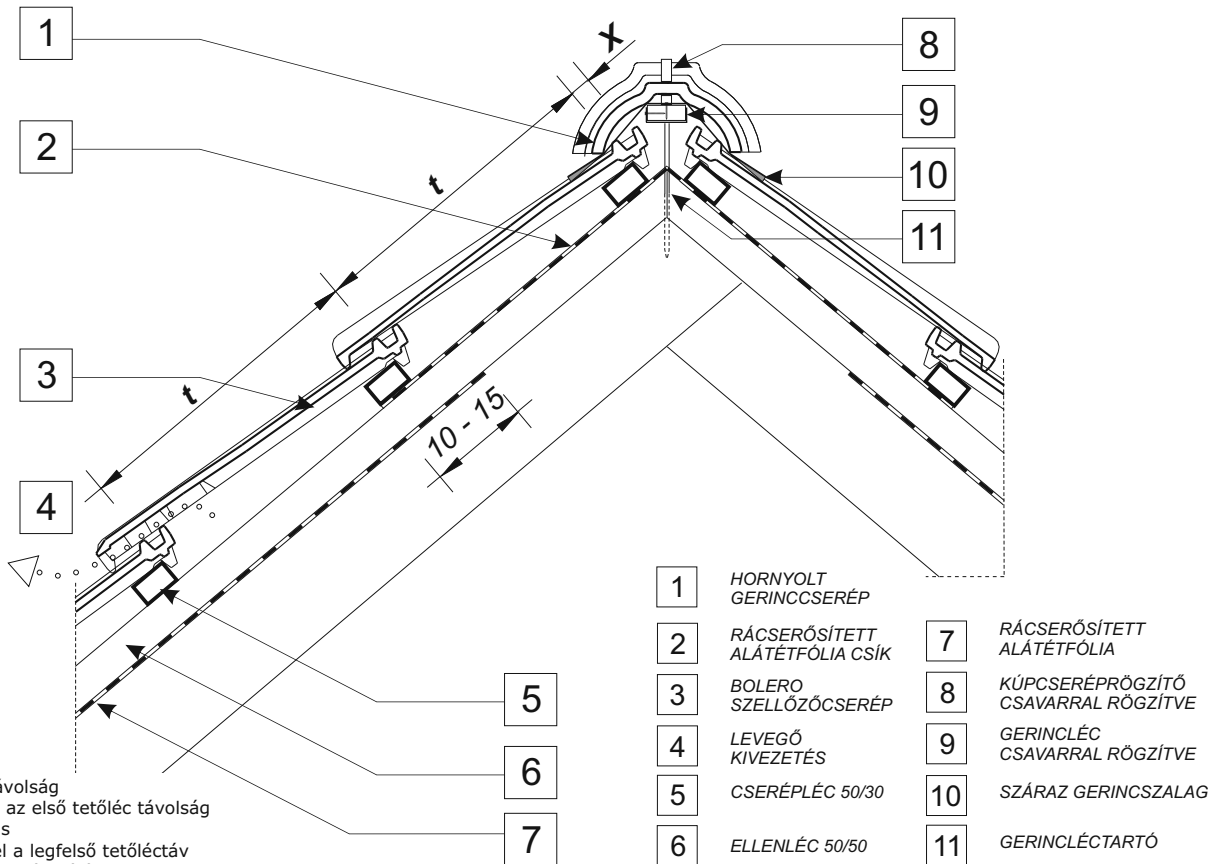 1
X
8
9
2
t
10
11
3
t
10 - 15
4
5
6
7
1 HORNYOLT
GERINCCSERÉP
2 RÁCSERŐSÍTETT
ALÁTÉTFÓLIA CSÍK
3 BOLERO
SZELLŐZŐCSERÉP
4 LEVEGŐ
KIVEZETÉS
5 CSERÉPLÉC 50/30
6 ELLENLÉC 50/50
7 RÁCSERŐSÍTETT
ALÁTÉTFÓLIA
8 KÚPCSERÉPRÖGZÍTŐ
CSAVARRAL RÖGZÍTVE
9 GERINCLÉC
CSAVARRAL RÖGZÍTVE
10 SZÁRAZ GERINCSZALAG
11 GERINCLÉCTARTÓ
ávolság
az első tetőléc távolság
s
el a legfelső tetőléctáv